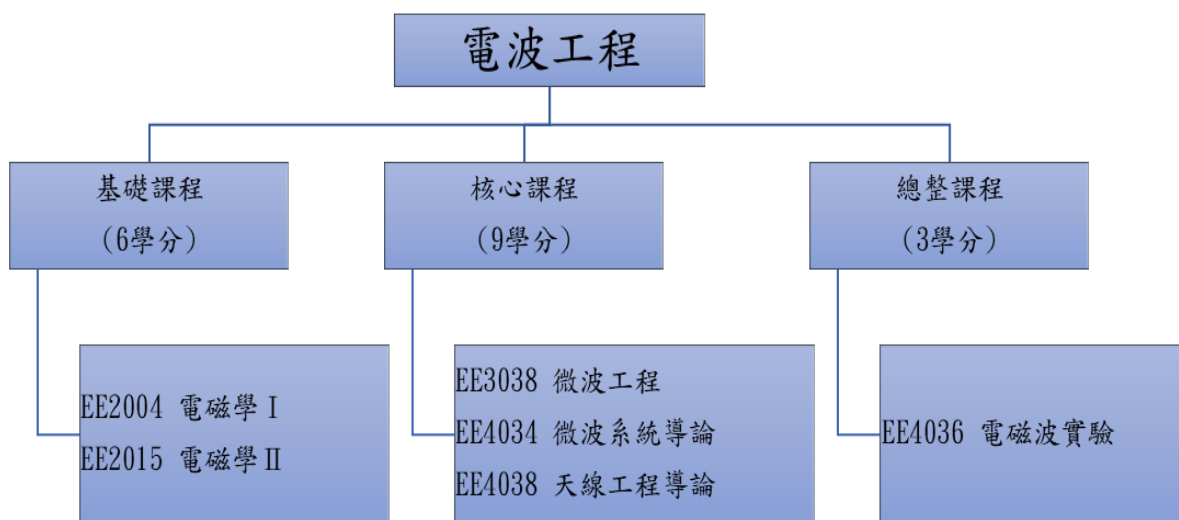 電波工程
基礎課程
(6學分)
核心課程
(9學分)
總整課程
(3學分)
EE2004 電磁學Ⅰ
EE2015 電磁學Ⅱ
EE3038 微波工程
EE4034 微波系統導論
EE4038 天線工程導論
EE4036 電磁波實驗